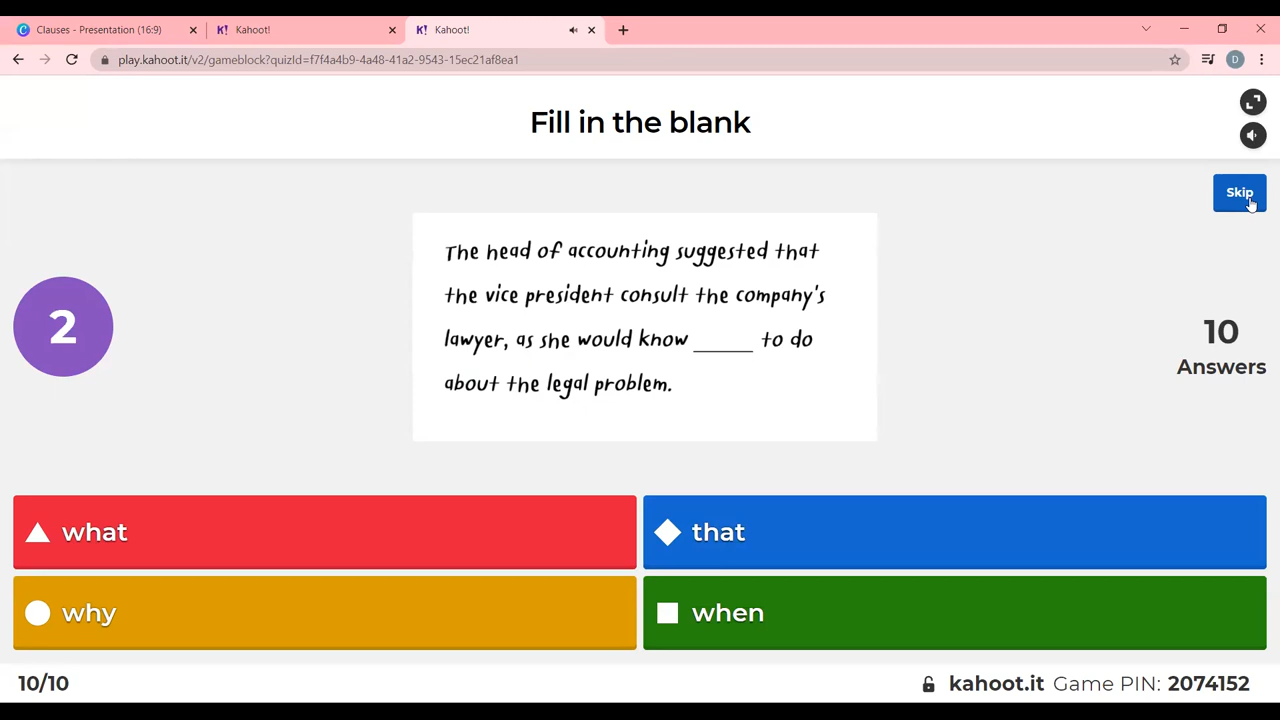 Clauses - Presentation (16:9)
Kahoot!
Kahoot!
play.kahoot.it/v2/gameblock?quizId=f7f4a4b9-4a48-41a2-9543-15ec21af8ea1
D
Fill in the blank
Skip
The head of accounting suggested that
the vice president consult the company's
lawyer, as she would know ______ to do
about the legal problem.
2
10
Answers
what
that
why
when
10/10
kahoot.it Game PIN: 2074152